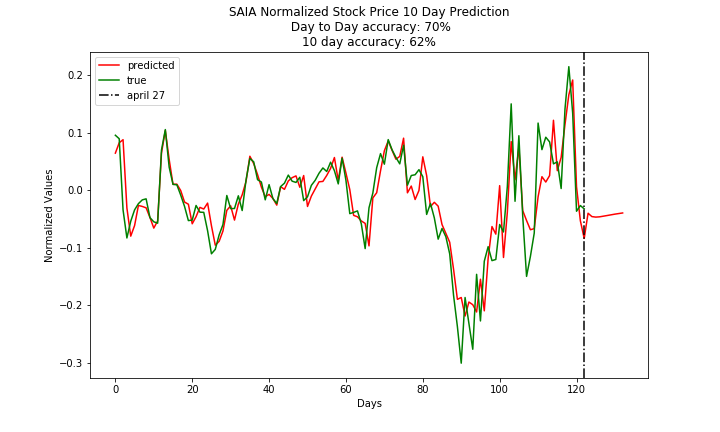 SAIA Normalized Stock Price 10 Day Prediction
Day to Day accuracy: 70%
10 day accuracy: 62%
predicted
true
april 27
Normalized Values
0.2
0.1
0.0
−0.1
−0.2
−0.3
0 20 40 60 80 100 120
Days